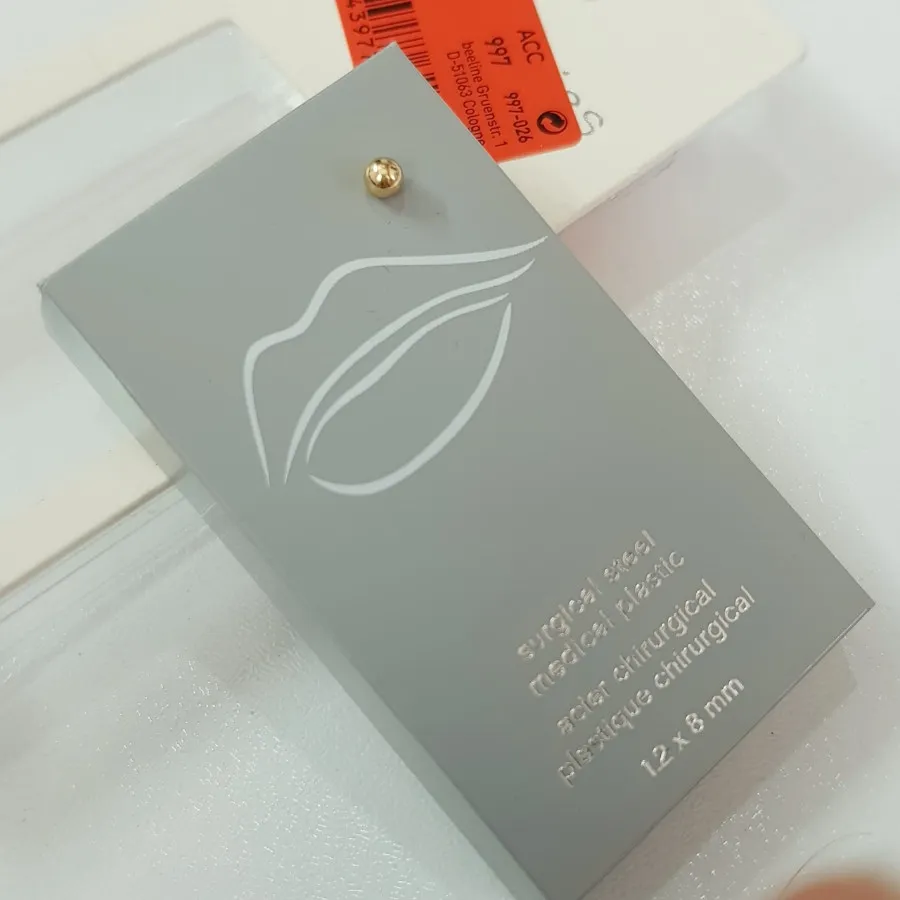 ACC
997 997-026
beeline Gruenstr. 1
D-51063 Cologne
4397
surgical steel
medical plastic
acier chirurgical
plastique chirurgical
1.2 x 8 mm